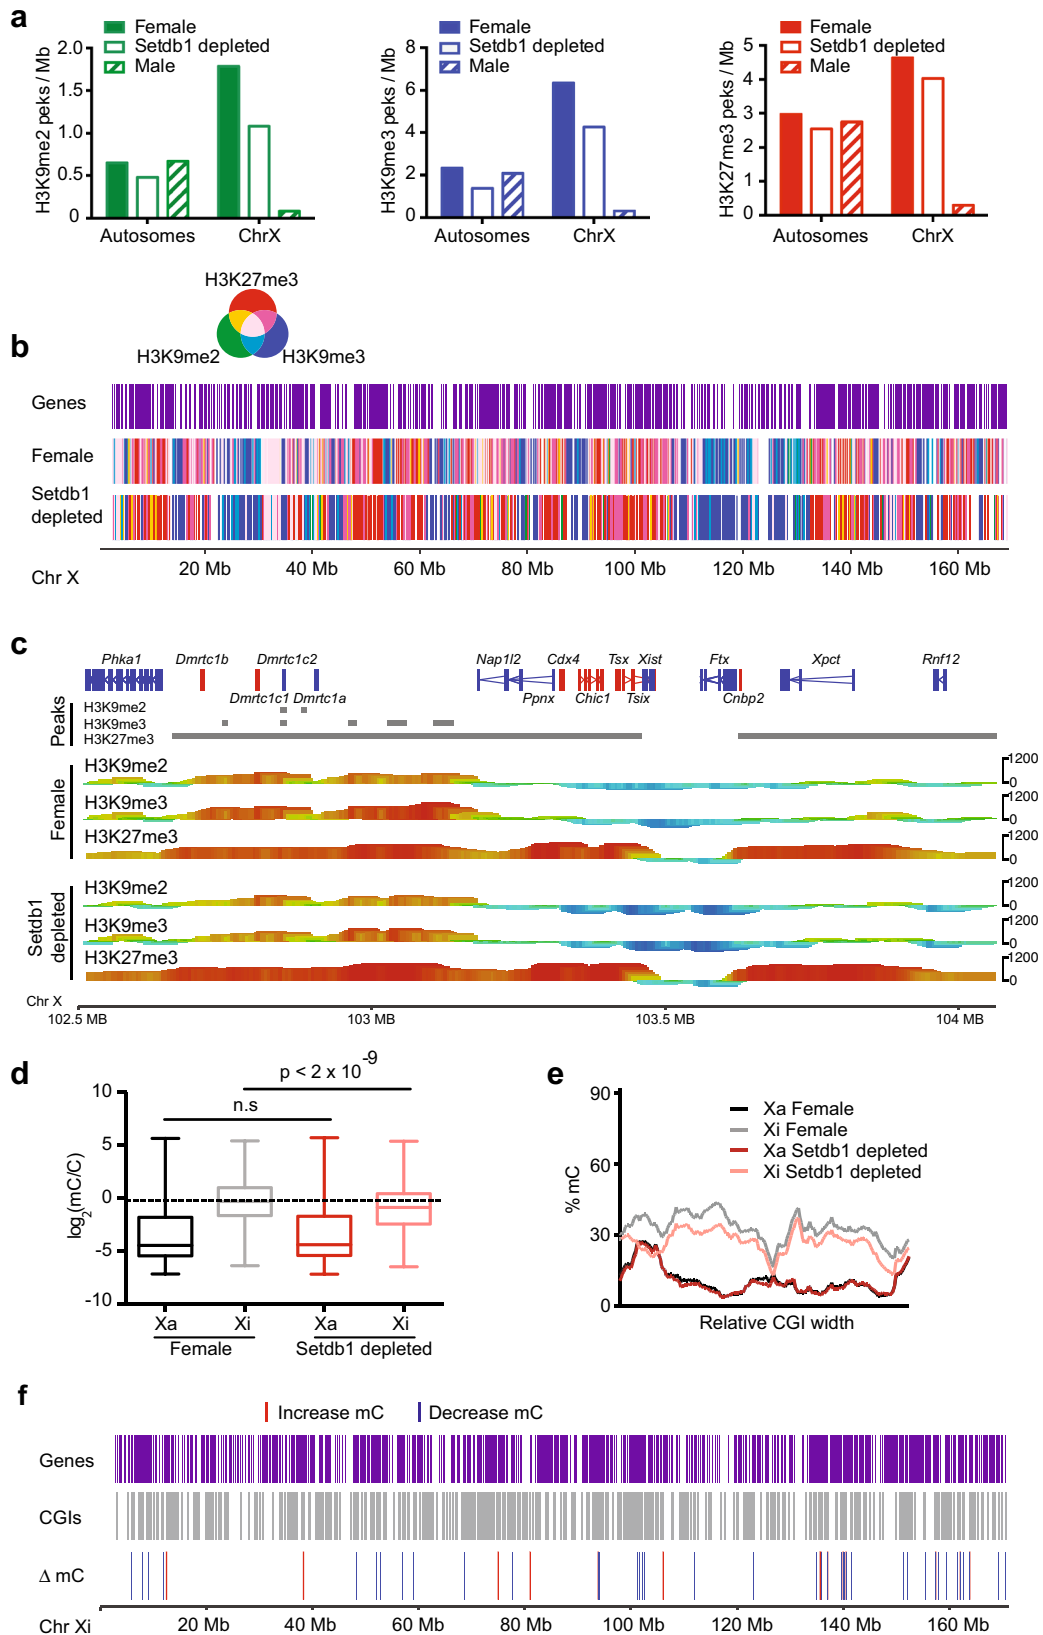 a
Female
Setdb1 depleted
Male
H3K9me2 peks / Mb
2.0
1.5
1.0
0.5
0
Autosomes
ChrX
Female
Setdb1 depleted
Male
H3K9me3 peks / Mb
8
6
4
2
0
Autosomes
ChrX
Female
Setdb1 depleted
Male
H3K27me3 peks / Mb
5
4
3
2
1
0
Autosomes
ChrX
H3K27me3
H3K9me2
H3K9me3
b
Genes
Female
Setdb1
depleted
Chr X
20 Mb 40 Mb 60 Mb 80 Mb 100 Mb 120 Mb 140 Mb 160 Mb
c
Phka1 Dmrtc1b Dmrtc1c2 Nap1l2 Cdx4 Tsx Xist Ftx Xpct Rnf12
Dmrtc1c1 Dmrtc1a Ppnx Chic1 Tsix Cnbp2
Peaks
H3K9me2
H3K9me3
H3K27me3
Female
H3K9me2
1200
0
H3K9me3
1200
0
H3K27me3
1200
0
Setdb1
depleted
H3K9me2
1200
0
H3K9me3
1200
0
H3K27me3
1200
0
Chr X
102.5 MB 103 MB 103.5 MB 104 MB
d
p < 2 x 10-9
n.s
log2(mC/C)
10
5
0
-5
-10
Xa Xi Xa Xi
Female Setdb1 depleted
e
% mC
90
60
30
0
Xa Female
Xi Female
Xa Setdb1 depleted
Xi Setdb1 depleted
Relative CGI width
f
Increase mC Decrease mC
Genes
CGIs
Δ mC
Chr Xi
20 Mb 40 Mb 60 Mb 80 Mb 100 Mb 120 Mb 140 Mb 160 Mb